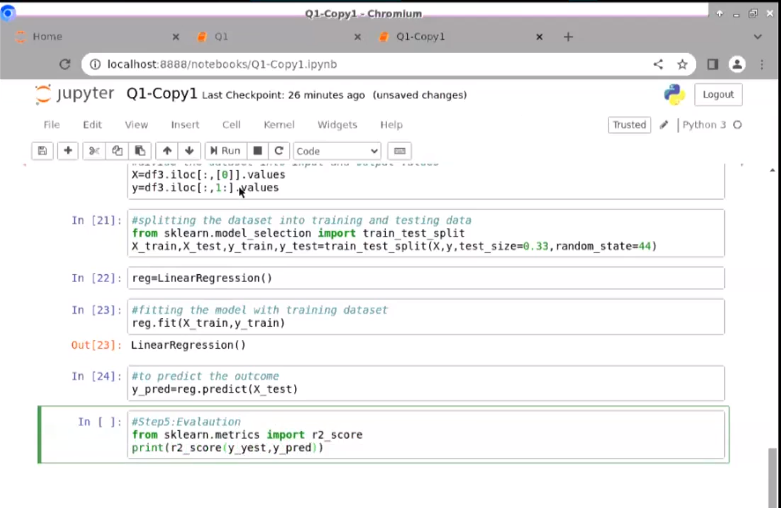 Q1-Copy1 - Chromium
Home
Q1
Q1-Copy1
localhost:8888/notebooks/Q1-Copy1.ipynb
jupyter Q1-Copy1 Last Checkpoint: 26 minutes ago (unsaved changes)
Logout
File Edit View Insert Cell Kernel Widgets Help
Trusted
Python 3
Run
Code
X=df3.iloc[:,[0]].values
y=df3.iloc[:,1:].values
In [21]:
#splitting the dataset into training and testing data
from sklearn.model_selection import train_test_split
X_train,X_test,y_train,y_test=train_test_split(X,y,test_size=0.33,random_state=44)
In [22]:
reg=LinearRegression()
In [23]:
#fitting the model with training dataset
reg.fit(X_train,y_train)
Out[23]: LinearRegression()
In [24]:
#to predict the outcome
y_pred=reg.predict(X_test)
In [ ]:
#Step5:Evalaution
from sklearn.metrics import r2_score
print(r2_score(y_yest,y_pred))